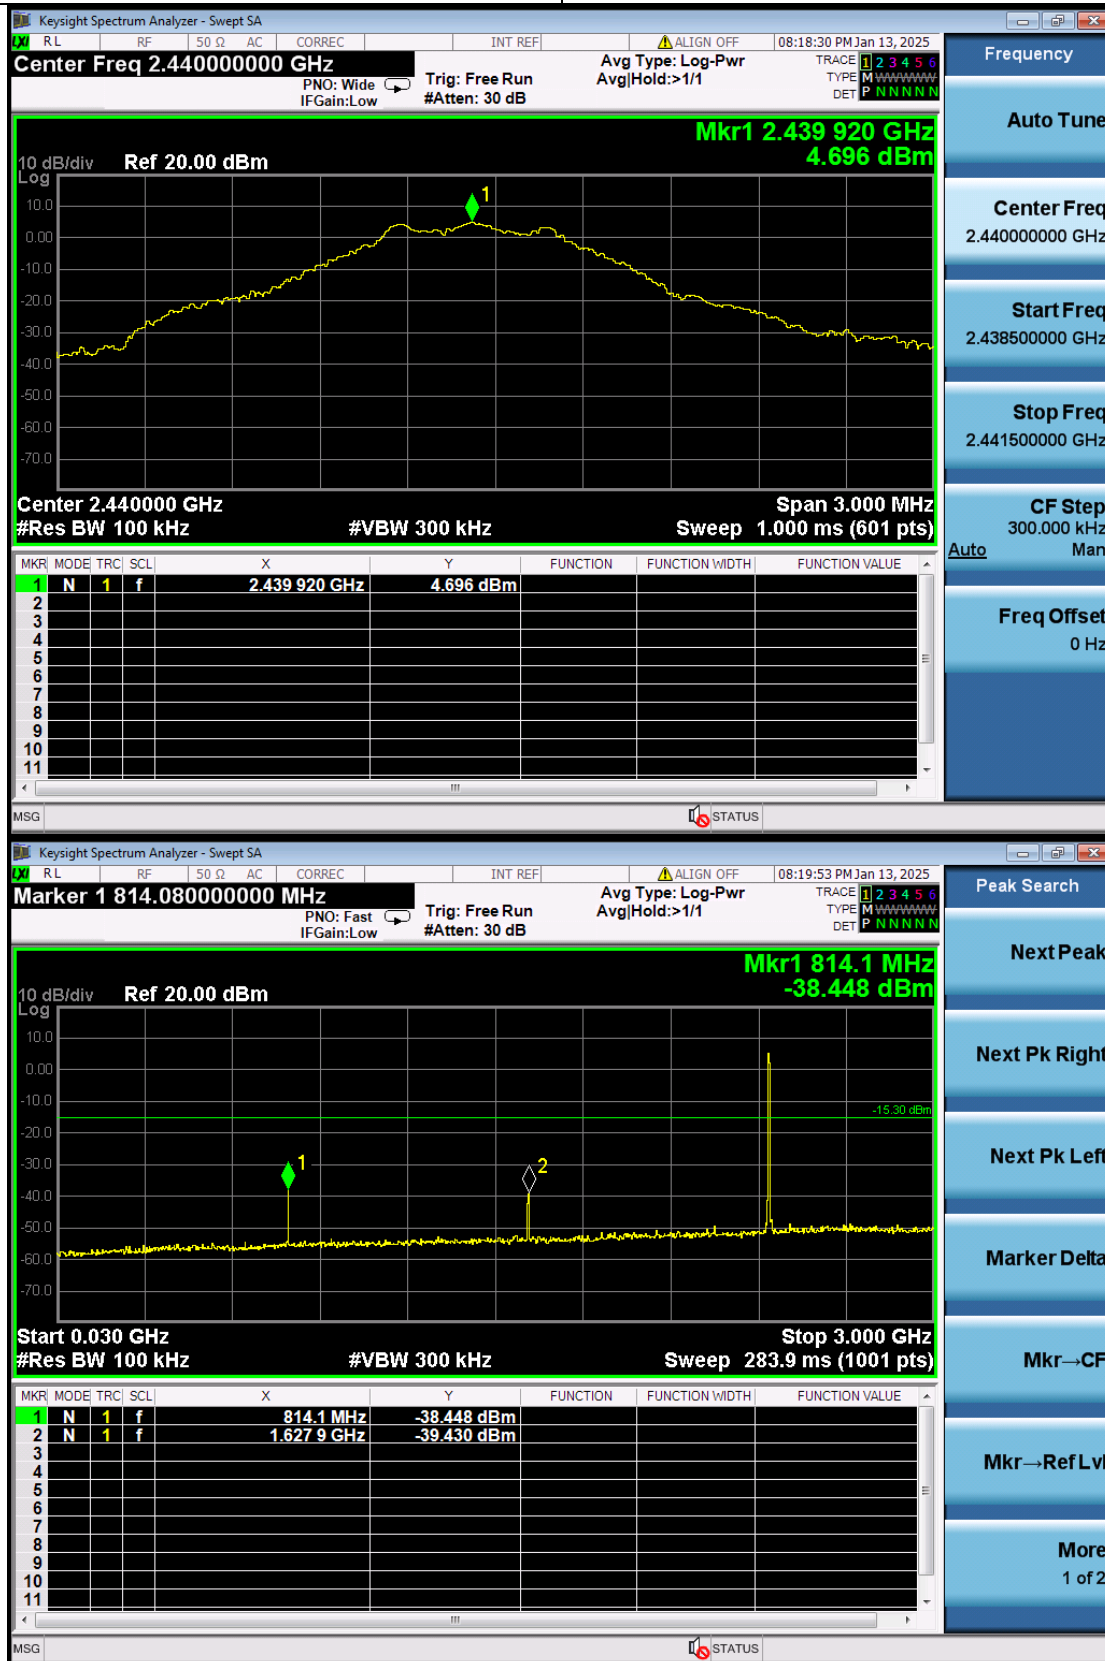 Keysight Spectrum Analyzer - Swept SA
LXI RL RF 50 Ω AC CORREC INT REF ALIGN OFF 08:18:30 PM Jan 13, 2025
Center Freq 2.440000000 GHz
PNO: Wide
IFGain:Low
Trig: Free Run
#Atten: 30 dB
Avg Type: Log-Pwr
Avg|Hold:>1/1
TRACE 1 2 3 4 5 6
TYPE M WWWWW
DET P N N N N N
Mkr1 2.439 920 GHz
4.696 dBm
10 dB/div Ref 20.00 dBm
Log
10.0
0.00
-10.0
-20.0
-30.0
-40.0
-50.0
-60.0
-70.0
1
Center 2.440000 GHz Span 3.000 MHz
#Res BW 100 kHz #VBW 300 kHz Sweep 1.000 ms (601 pts)
MKR MODE TRC SCL X Y FUNCTION FUNCTION WIDTH FUNCTION VALUE
1 N 1 f 2.439 920 GHz 4.696 dBm
2
3
4
5
6
7
8
9
10
11
MSG STATUS
Frequency
Auto Tune
Center Freq
2.440000000 GHz
Start Freq
2.438500000 GHz
Stop Freq
2.441500000 GHz
CF Step
300.000 kHz
Auto Man
Freq Offset
0 Hz
Keysight Spectrum Analyzer - Swept SA
LXI RL RF 50 Ω AC CORREC INT REF ALIGN OFF 08:19:53 PM Jan 13, 2025
Marker 1 814.080000000 MHz
PNO: Fast
IFGain:Low
Trig: Free Run
#Atten: 30 dB
Avg Type: Log-Pwr
Avg|Hold:>1/1
TRACE 1 2 3 4 5 6
TYPE M WWWWW
DET P N N N N N
Mkr1 814.1 MHz
-38.448 dBm
10 dB/div Ref 20.00 dBm
Log
10.0
0.00
-10.0
-20.0
-30.0
-40.0
-50.0
-60.0
-70.0
-15.30 dBm
1
2
Start 0.030 GHz Stop 3.000 GHz
#Res BW 100 kHz #VBW 300 kHz Sweep 283.9 ms (1001 pts)
MKR MODE TRC SCL X Y FUNCTION FUNCTION WIDTH FUNCTION VALUE
1 N 1 f 814.1 MHz -38.448 dBm
2 N 1 f 1.627 9 GHz -39.430 dBm
3
4
5
6
7
8
9
10
11
MSG STATUS
Peak Search
Next Peak
Next Pk Right
Next Pk Left
Marker Delta
Mkr→CF
Mkr→Ref Lvl
More
1 of 2